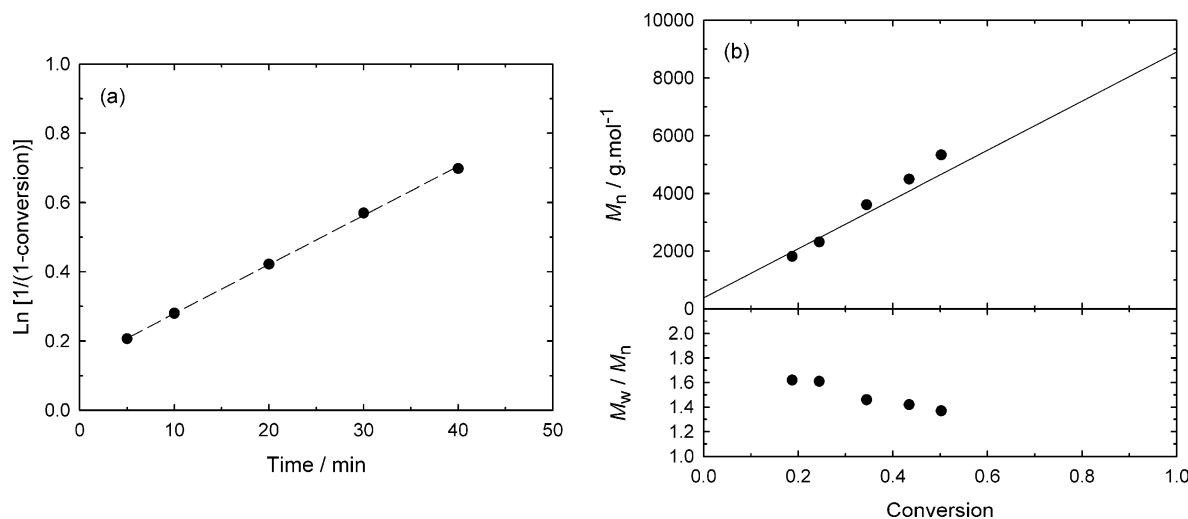 (a)
1.0
0.8
0.6
0.4
0.2
0.0
Ln [1/(1-conversion)]
0 10 20 30 40 50
Time / min
(b)
10000
8000
6000
4000
2000
0
Mn / g.mol-1
2.0
1.8
1.6
1.4
1.2
1.0
Mw / Mn
0.0 0.2 0.4 0.6 0.8 1.0
Conversion